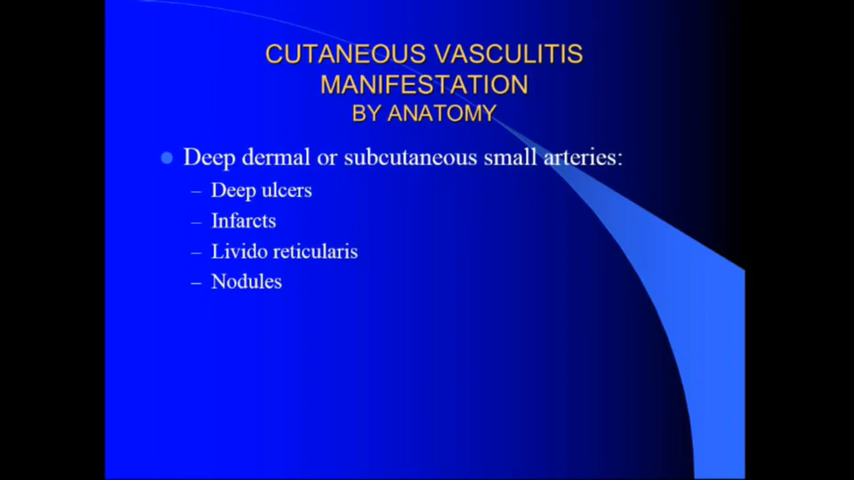 CUTANEOUS VASCULITIS
MANIFESTATION
BY ANATOMY
Deep dermal or subcutaneous small arteries:
– Deep ulcers
– Infarcts
– Livido reticularis
– Nodules